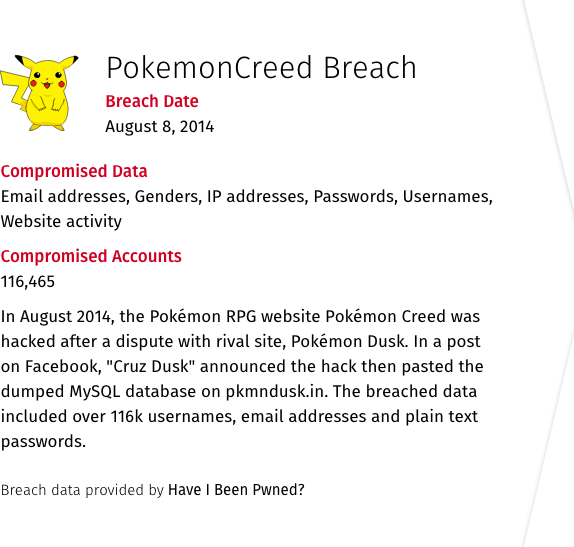 PokemonCreed Breach
Breach Date
August 8, 2014
Compromised Data
Email addresses, Genders, IP addresses, Passwords, Usernames,
Website activity
Compromised Accounts
116,465
In August 2014, the Pokémon RPG website Pokémon Creed was
hacked after a dispute with rival site, Pokémon Dusk. In a post
on Facebook, "Cruz Dusk" announced the hack then pasted the
dumped MySQL database on pkmndusk.in. The breached data
included over 116k usernames, email addresses and plain text
passwords.
Breach data provided by Have I Been Pwned?